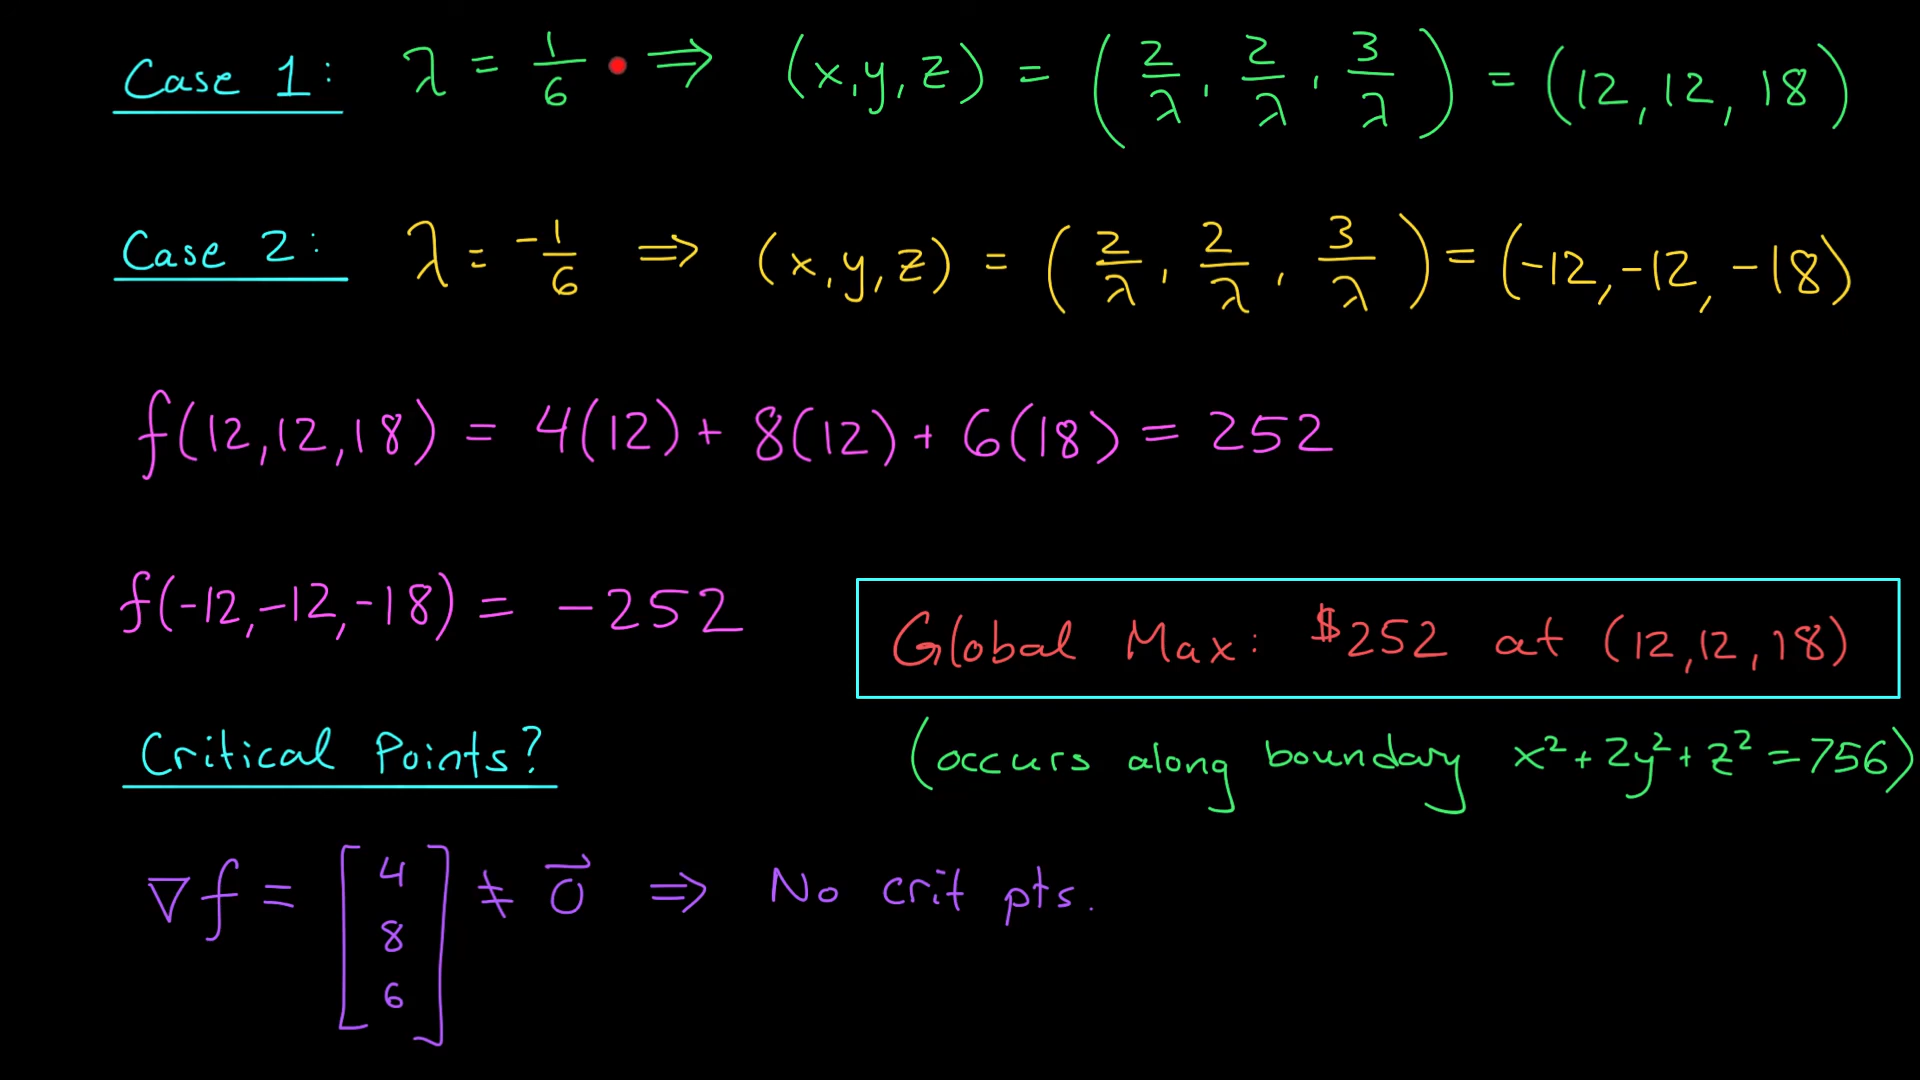 Case 1: λ = 1/6 ⟹ (x,y,z) = (2/λ, 2/λ, 3/λ) = (12,12,18)
Case 2: λ = -1/6 ⟹ (x,y,z) = (2/λ, 2/λ, 3/λ) = (-12,-12,-18)
f(12,12,18) = 4(12) + 8(12) + 6(18) = 252
f(-12,-12,-18) = -252
Global Max: $252 at (12,12,18)
(occurs along boundary x² + 2y² + z² = 756)
Critical Points?
∇f = [4 8 6] ≠ 0⃗ ⟹ No crit pts.